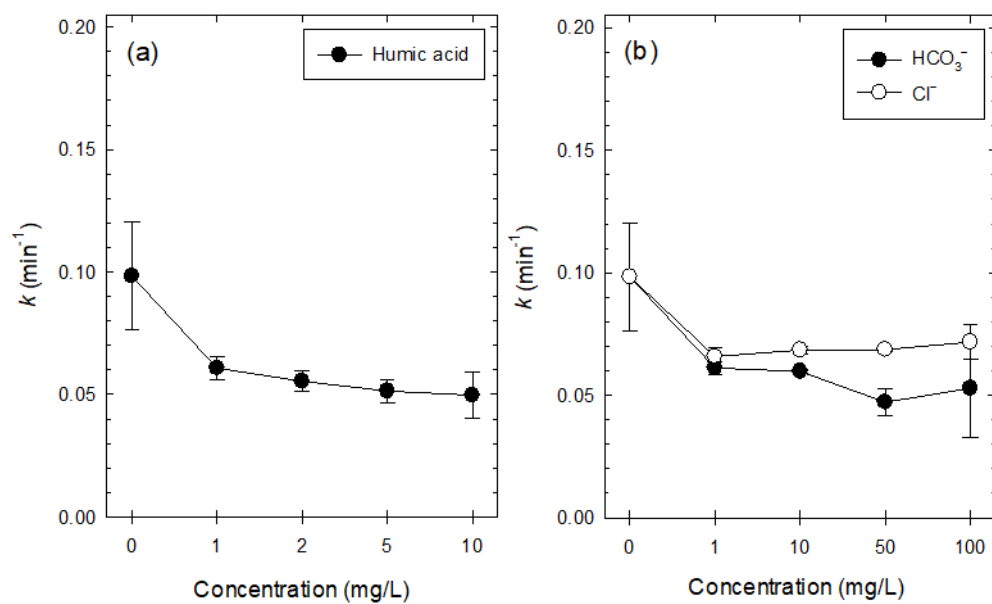 (a)
Humic acid
0.20
0.15
0.10
0.05
0.00
k (min⁻¹)
0 1 2 5 10
Concentration (mg/L)
(b)
HCO₃⁻
Cl⁻
0.20
0.15
0.10
0.05
0.00
k (min⁻¹)
0 1 10 50 100
Concentration (mg/L)